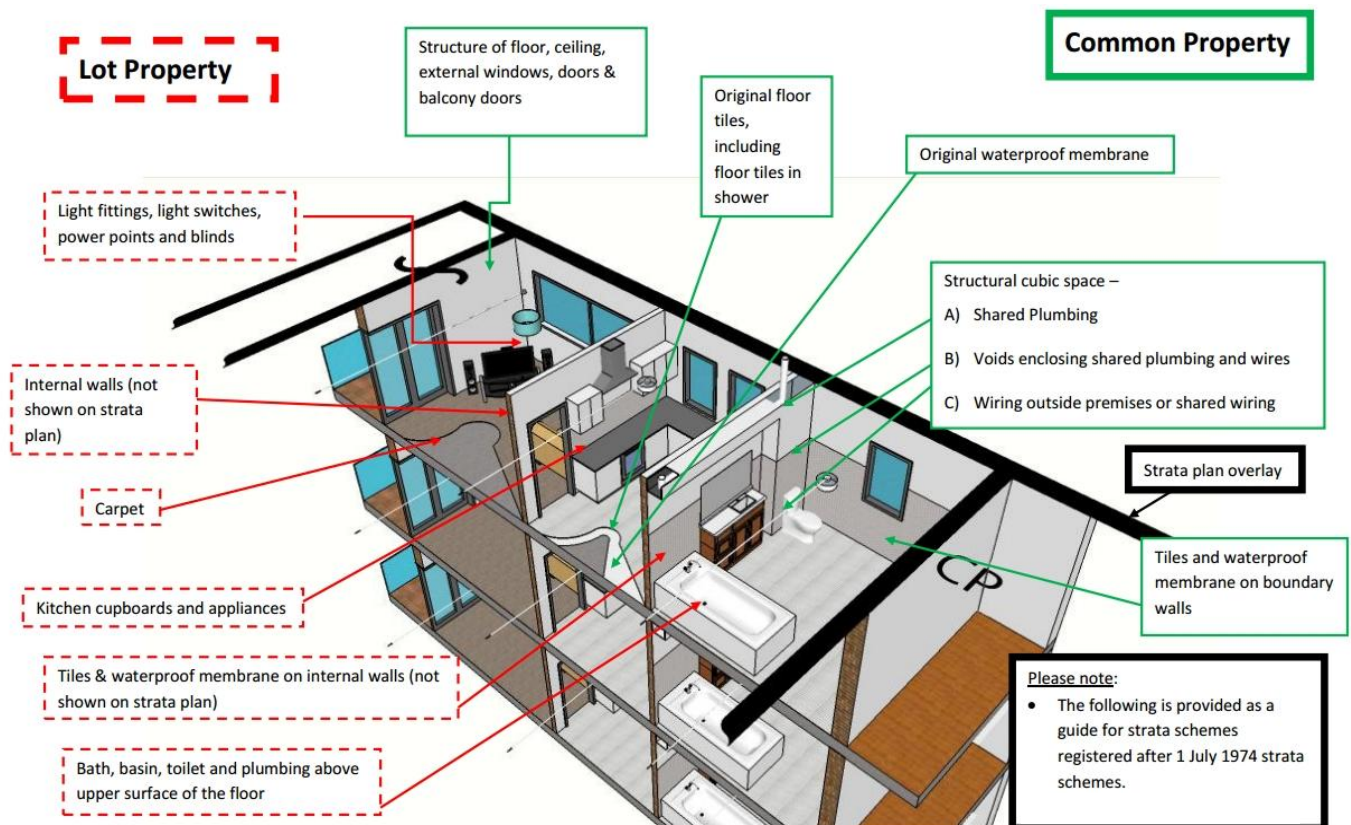 Lot Property
Common Property
Structure of floor, ceiling,
external windows, doors &
balcony doors
Original floor
tiles,
including
floor tiles in
shower
Original waterproof membrane
Light fittings, light switches,
power points and blinds
Structural cubic space –
A) Shared Plumbing
B) Voids enclosing shared plumbing and wires
C) Wiring outside premises or shared wiring
Internal walls (not
shown on strata
plan)
Strata plan overlay
Carpet
Tiles and waterproof
membrane on boundary
walls
CP
Kitchen cupboards and appliances
Tiles & waterproof membrane on internal walls (not
shown on strata plan)
Please note:
• The following is provided as a
guide for strata schemes
registered after 1 July 1974 strata
schemes.
Bath, basin, toilet and plumbing above
upper surface of the floor